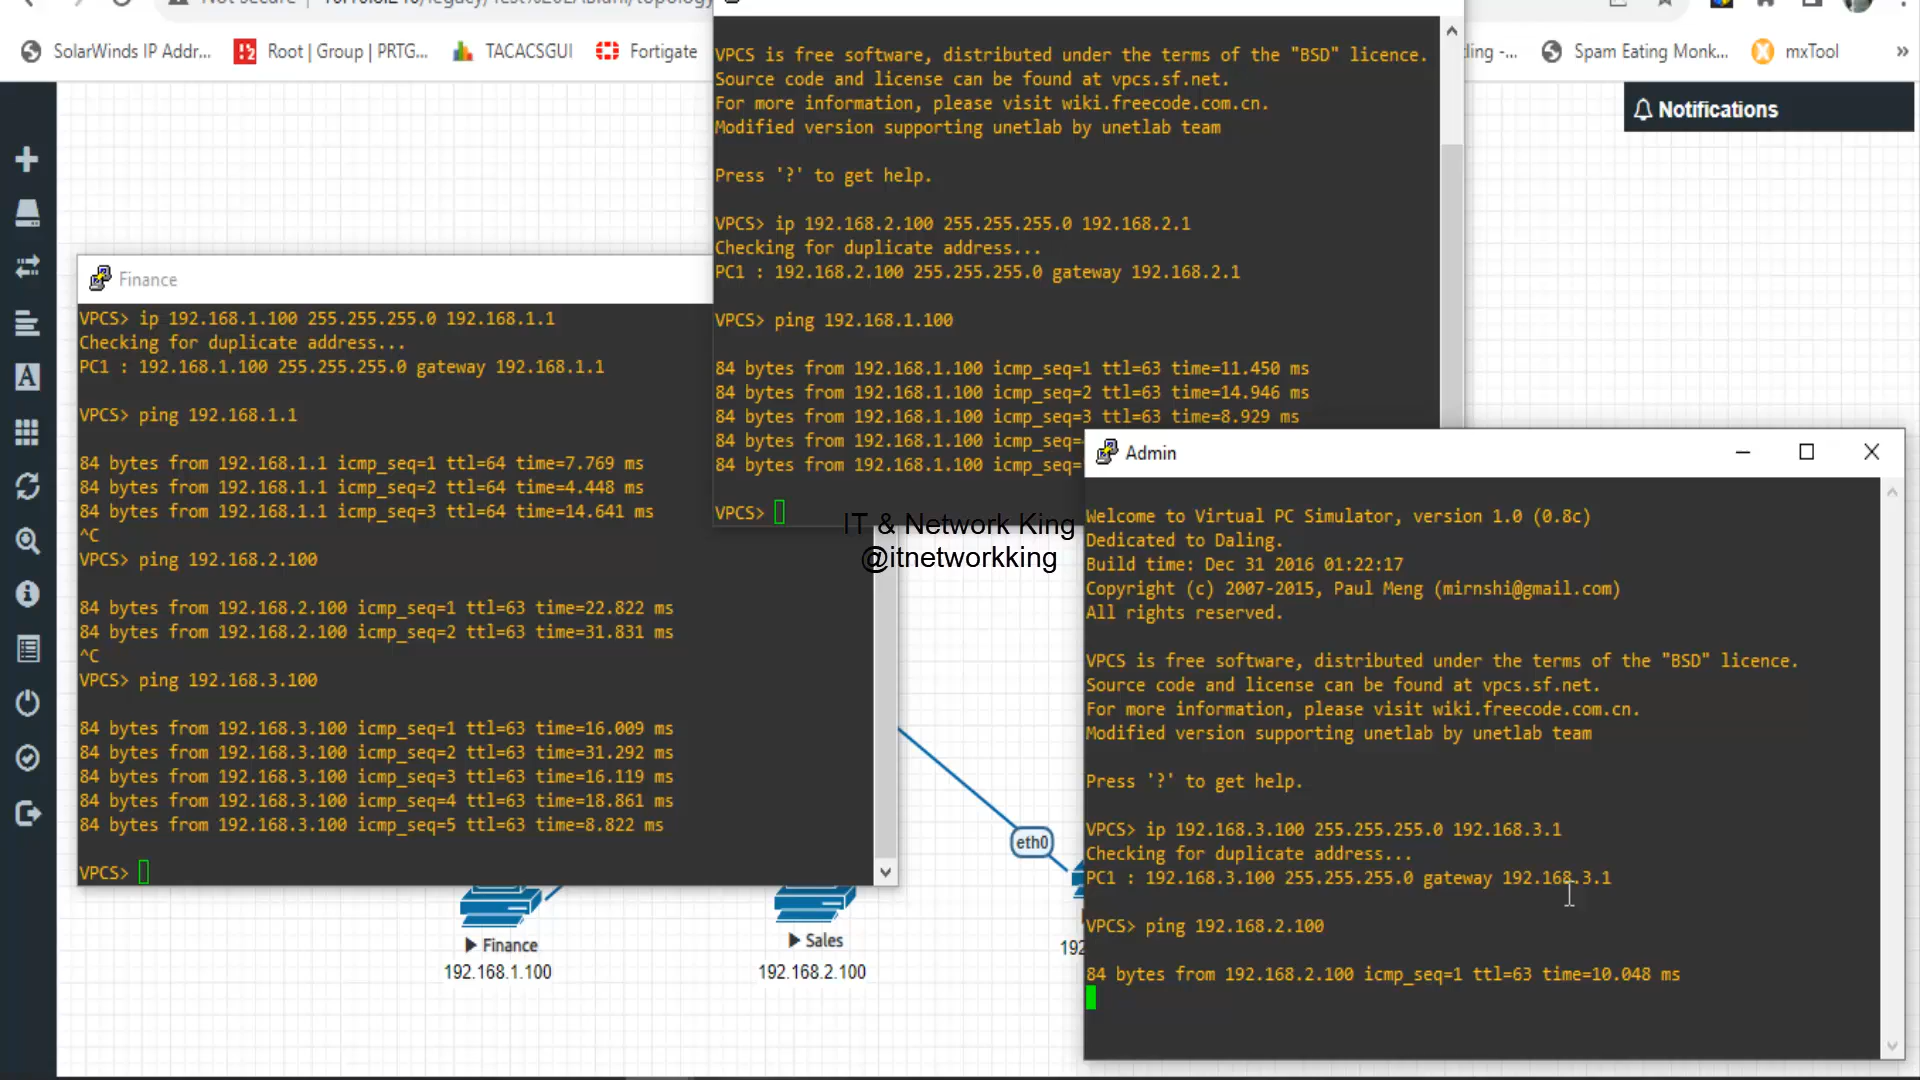 SolarWinds IP Addr...
Root | Group | PRTG...
TACACSGUI
Fortigate
Spam Eating Monk...
mxTool
»
Notifications
VPCS is free software, distributed under the terms of the "BSD" licence.
Source code and license can be found at vpcs.sf.net.
For more information, please visit wiki.freecode.com.cn.
Modified version supporting unetlab by unetlab team
Press '?' to get help.
VPCS> ip 192.168.2.100 255.255.255.0 192.168.2.1
Checking for duplicate address...
PC1 : 192.168.2.100 255.255.255.0 gateway 192.168.2.1
VPCS> ping 192.168.1.100
84 bytes from 192.168.1.100 icmp_seq=1 ttl=63 time=11.450 ms
84 bytes from 192.168.1.100 icmp_seq=2 ttl=63 time=14.946 ms
84 bytes from 192.168.1.100 icmp_seq=3 ttl=63 time=8.929 ms
84 bytes from 192.168.1.100 icmp_seq=
84 bytes from 192.168.1.100 icmp_seq=
VPCS>
Finance
VPCS> ip 192.168.1.100 255.255.255.0 192.168.1.1
Checking for duplicate address...
PC1 : 192.168.1.100 255.255.255.0 gateway 192.168.1.1
VPCS> ping 192.168.1.1
84 bytes from 192.168.1.1 icmp_seq=1 ttl=64 time=7.769 ms
84 bytes from 192.168.1.1 icmp_seq=2 ttl=64 time=4.448 ms
84 bytes from 192.168.1.1 icmp_seq=3 ttl=64 time=14.641 ms
^C
VPCS> ping 192.168.2.100
84 bytes from 192.168.2.100 icmp_seq=1 ttl=63 time=22.822 ms
84 bytes from 192.168.2.100 icmp_seq=2 ttl=63 time=31.831 ms
^C
VPCS> ping 192.168.3.100
84 bytes from 192.168.3.100 icmp_seq=1 ttl=63 time=16.009 ms
84 bytes from 192.168.3.100 icmp_seq=2 ttl=63 time=31.292 ms
84 bytes from 192.168.3.100 icmp_seq=3 ttl=63 time=16.119 ms
84 bytes from 192.168.3.100 icmp_seq=4 ttl=63 time=18.861 ms
84 bytes from 192.168.3.100 icmp_seq=5 ttl=63 time=8.822 ms
VPCS>
IT & Network King
@itnetworkking
Admin
Welcome to Virtual PC Simulator, version 1.0 (0.8c)
Dedicated to Daling.
Build time: Dec 31 2016 01:22:17
Copyright (c) 2007-2015, Paul Meng (mirnshi@gmail.com)
All rights reserved.
VPCS is free software, distributed under the terms of the "BSD" licence.
Source code and license can be found at vpcs.sf.net.
For more information, please visit wiki.freecode.com.cn.
Modified version supporting unetlab by unetlab team
Press '?' to get help.
VPCS> ip 192.168.3.100 255.255.255.0 192.168.3.1
Checking for duplicate address...
PC1 : 192.168.3.100 255.255.255.0 gateway 192.168.3.1
VPCS> ping 192.168.2.100
84 bytes from 192.168.2.100 icmp_seq=1 ttl=63 time=10.048 ms
eth0
Finance
192.168.1.100
Sales
192.168.2.100
192